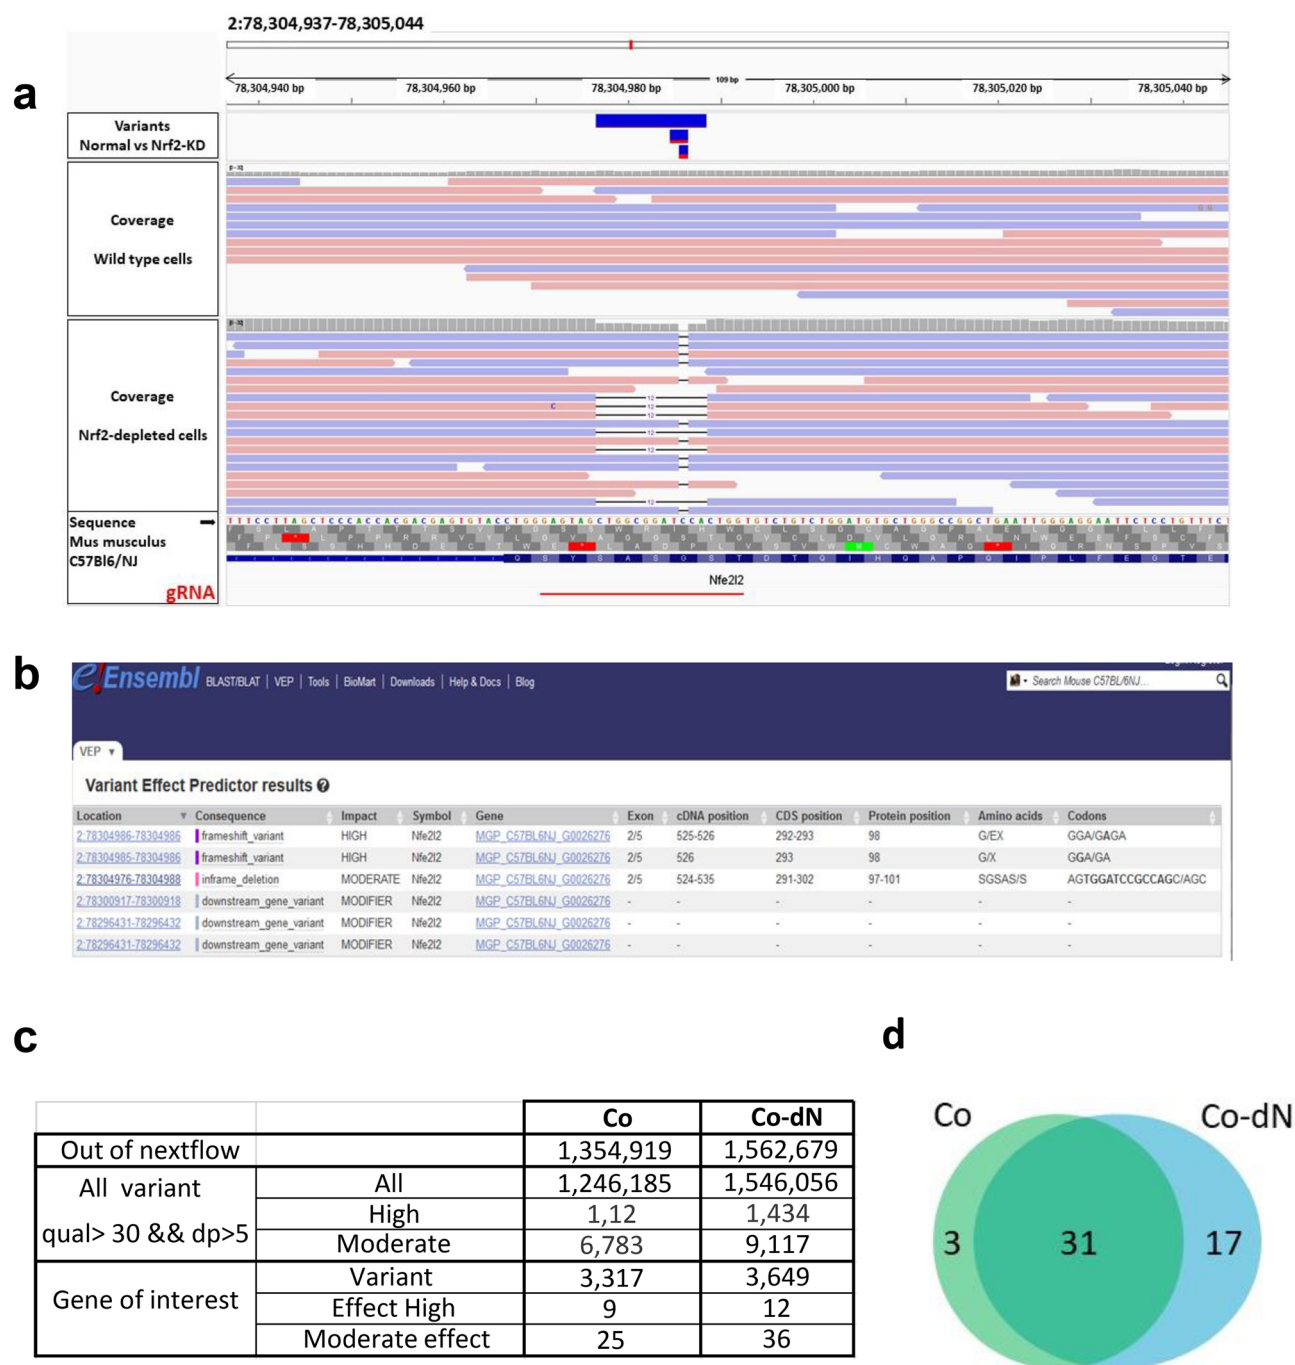 2:78,304,937-78,305,044
a
109 bp
78,304,940 bp 78,304,960 bp 78,304,980 bp 78,305,000 bp 78,305,020 bp 78,305,040 bp
Variants
Normal vs Nrf2-KD
Coverage
Wild type cells
Coverage
Nrf2-depleted cells
C
12
12
12
12
12
12
Sequence
Mus musculus
C57Bl6/NJ
gRNA
TTTCCTTAGCTCCCACCACGACGAGTGTACCTGGGAGTAGCTGGCGGATCCACTGGTGTCTGTCTGGATGTGCTGGGCCGGCTGAATTGGGAGGAATTCTCCTGTTTC
Q S Y S A S G S T D T Q I H Q A P Q I P L F E G T E
Nfe2l2
b
e!Ensembl BLAST/BLAT | VEP | Tools | BioMart | Downloads | Help & Docs | Blog
Search Mouse C57BL/6NJ...
VEP
Variant Effect Predictor results
Location Consequence Impact Symbol Gene Exon cDNA position CDS position Protein position Amino acids Codons
2:78304986-78304986 frameshift_variant HIGH Nfe2l2 MGP_C57BL6NJ_G0026276 2/5 525-526 292-293 98 G/EX GGA/GAGA
2:78304985-78304986 frameshift_variant HIGH Nfe2l2 MGP_C57BL6NJ_G0026276 2/5 526 293 98 G/X GGA/GA
2:78304976-78304988 inframe_deletion MODERATE Nfe2l2 MGP_C57BL6NJ_G0026276 2/5 524-535 291-302 97-101 SGSAS/S AGTGGATCCGCCAGC/AGC
2:78300917-78300918 downstream_gene_variant MODIFIER Nfe2l2 MGP_C57BL6NJ_G0026276 - - - - - -
2:78296431-78296432 downstream_gene_variant MODIFIER Nfe2l2 MGP_C57BL6NJ_G0026276 - - - - - -
2:78296431-78296432 downstream_gene_variant MODIFIER Nfe2l2 MGP_C57BL6NJ_G0026276 - - - - - -
c
Co Co-dN
Out of nextflow 1,354,919 1,562,679
All variant
qual> 30 && dp>5
All 1,246,185 1,546,056
High 1,12 1,434
Moderate 6,783 9,117
Gene of interest
Variant 3,317 3,649
Effect High 9 12
Moderate effect 25 36
d
Co Co-dN
3 31 17